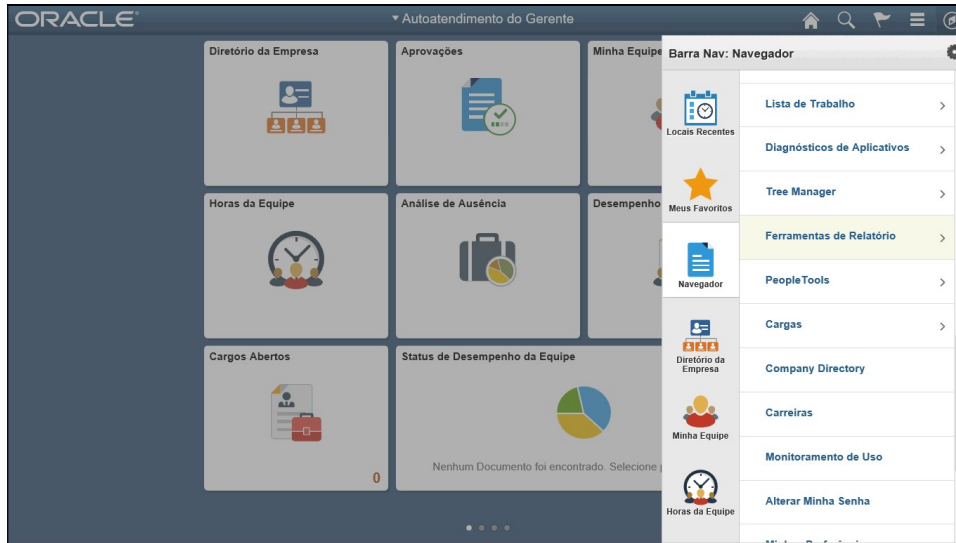 ORACLE
Autoatendimento do Gerente
Diretório da Empresa
Aprovações
Minha Equipe
Horas da Equipe
Análise de Ausência
Desempenho
Cargos Abertos
0
Status de Desempenho da Equipe
Nenhum Documento foi encontrado. Selecione
Barra Nav: Navegador
Locais Recentes
Meus Favoritos
Navegador
Diretório da
Empresa
Minha Equipe
Horas da Equipe
Lista de Trabalho
Diagnósticos de Aplicativos
Tree Manager
Ferramentas de Relatório
PeopleTools
Cargas
Company Directory
Carreiras
Monitoramento de Uso
Alterar Minha Senha